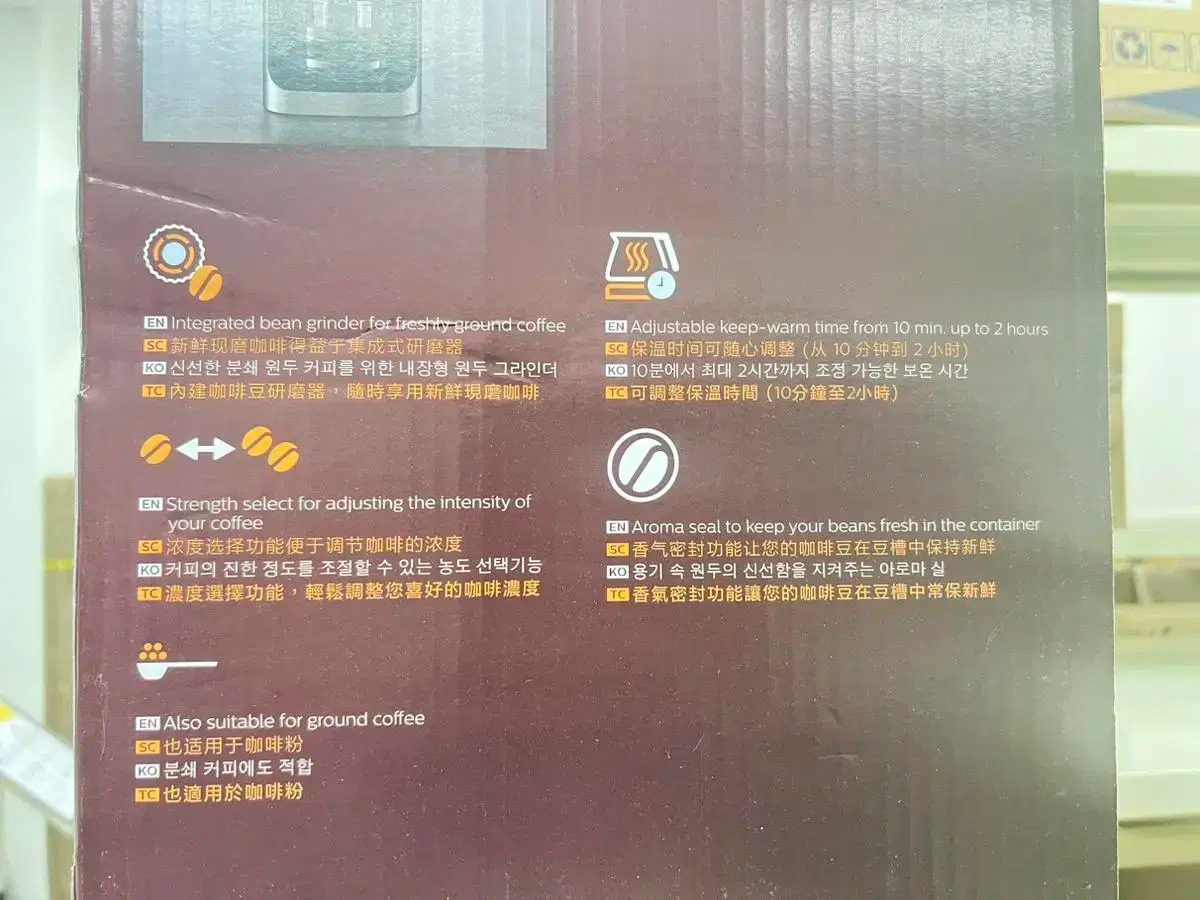 EN Integrated bean grinder for freshly ground coffee
SC 新鲜现磨咖啡得益于集成式研磨器
KO 신선한 분쇄 원두 커피를 위한 내장형 원두 그라인더
TC 內建咖啡豆研磨器，隨時享用新鮮現磨咖啡
EN Strength select for adjusting the intensity of
your coffee
SC 浓度选择功能便于调节咖啡的浓度
KO 커피의 진한 정도를 조절할 수 있는 농도 선택기능
TC 濃度選擇功能，輕鬆調整您喜好的咖啡濃度
EN Also suitable for ground coffee
SC 也适用于咖啡粉
KO 분쇄 커피에도 적합
TC 也適用於咖啡粉
EN Adjustable keep-warm time from 10 min. up to 2 hours
SC 保温时间可随心调整 (从 10 分钟到 2 小时)
KO 10분에서 최대 2시간까지 조정 가능한 보온 시간
TC 可調整保溫時間 (10分鐘至2小時)
EN Aroma seal to keep your beans fresh in the container
SC 香气密封功能让您的咖啡豆在豆槽中保持新鲜
KO 용기 속 원두의 신선함을 지켜주는 아로마 실
TC 香氣密封功能讓您的咖啡豆在豆槽中常保新鮮